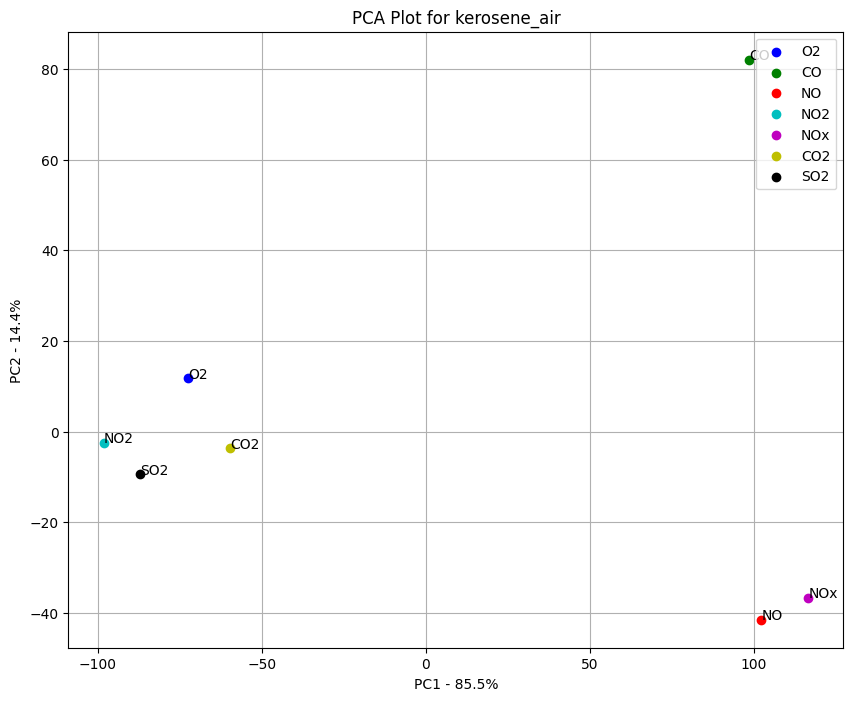 PCA Plot for kerosene_air
O2
CO
NO
NO2
NOx
CO2
SO2
CO
O2
NO2
CO2
SO2
NOx
NO
80
60
40
20
0
−20
−40
−100
−50
0
50
100
PC2 - 14.4%
PC1 - 85.5%